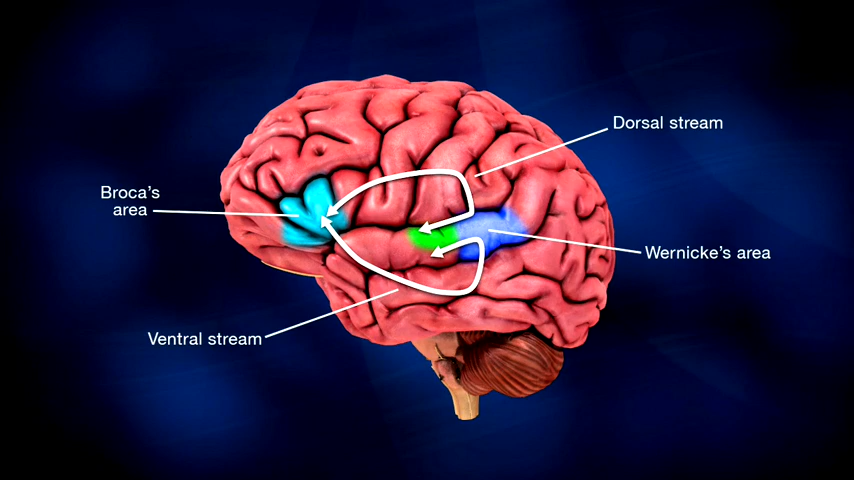 Dorsal stream
Broca's
area
Wernicke's area
Ventral stream